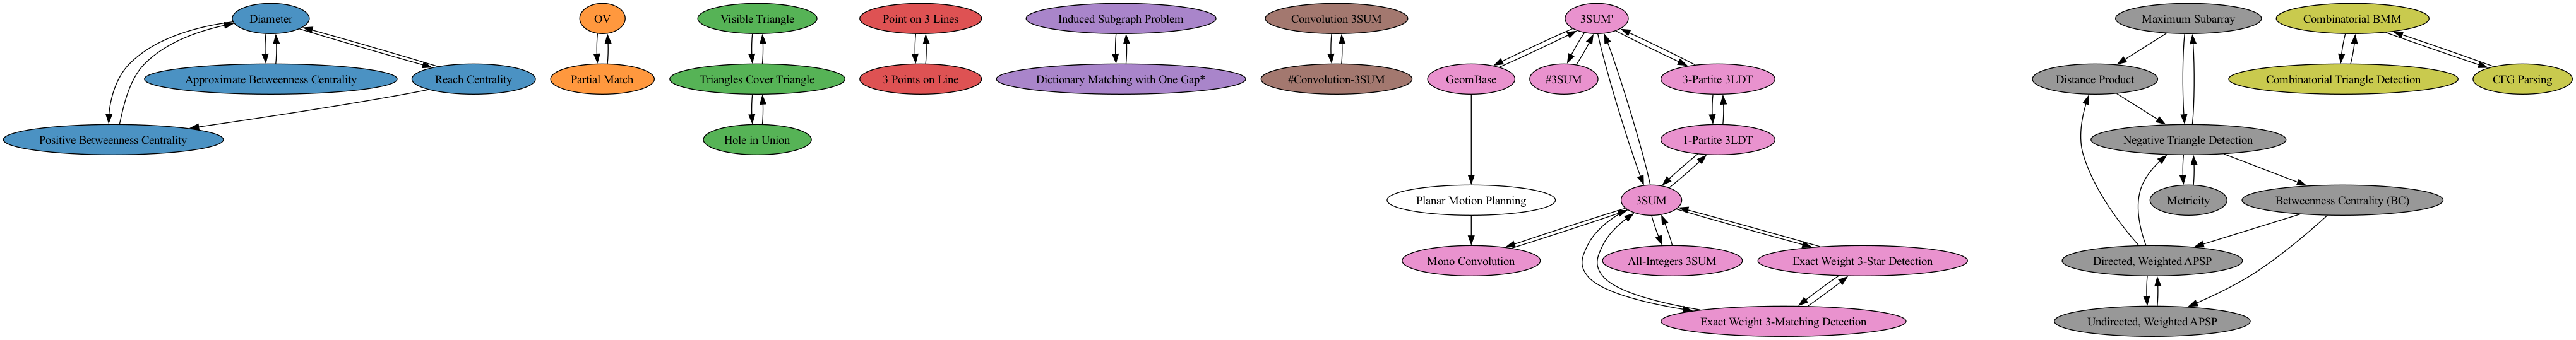 Diameter
OV
Visible Triangle
Point on 3 Lines
Induced Subgraph Problem
Convolution 3SUM
3SUM'
Maximum Subarray
Combinatorial BMM
Approximate Betweenness Centrality
Reach Centrality
Partial Match
Triangles Cover Triangle
3 Points on Line
Dictionary Matching with One Gap*
#Convolution-3SUM
GeomBase
#3SUM
3-Partite 3LDT
Distance Product
Combinatorial Triangle Detection
CFG Parsing
Positive Betweenness Centrality
Hole in Union
1-Partite 3LDT
Negative Triangle Detection
Planar Motion Planning
3SUM
Metricity
Betweenness Centrality (BC)
Mono Convolution
All-Integers 3SUM
Exact Weight 3-Star Detection
Directed, Weighted APSP
Exact Weight 3-Matching Detection
Undirected, Weighted APSP